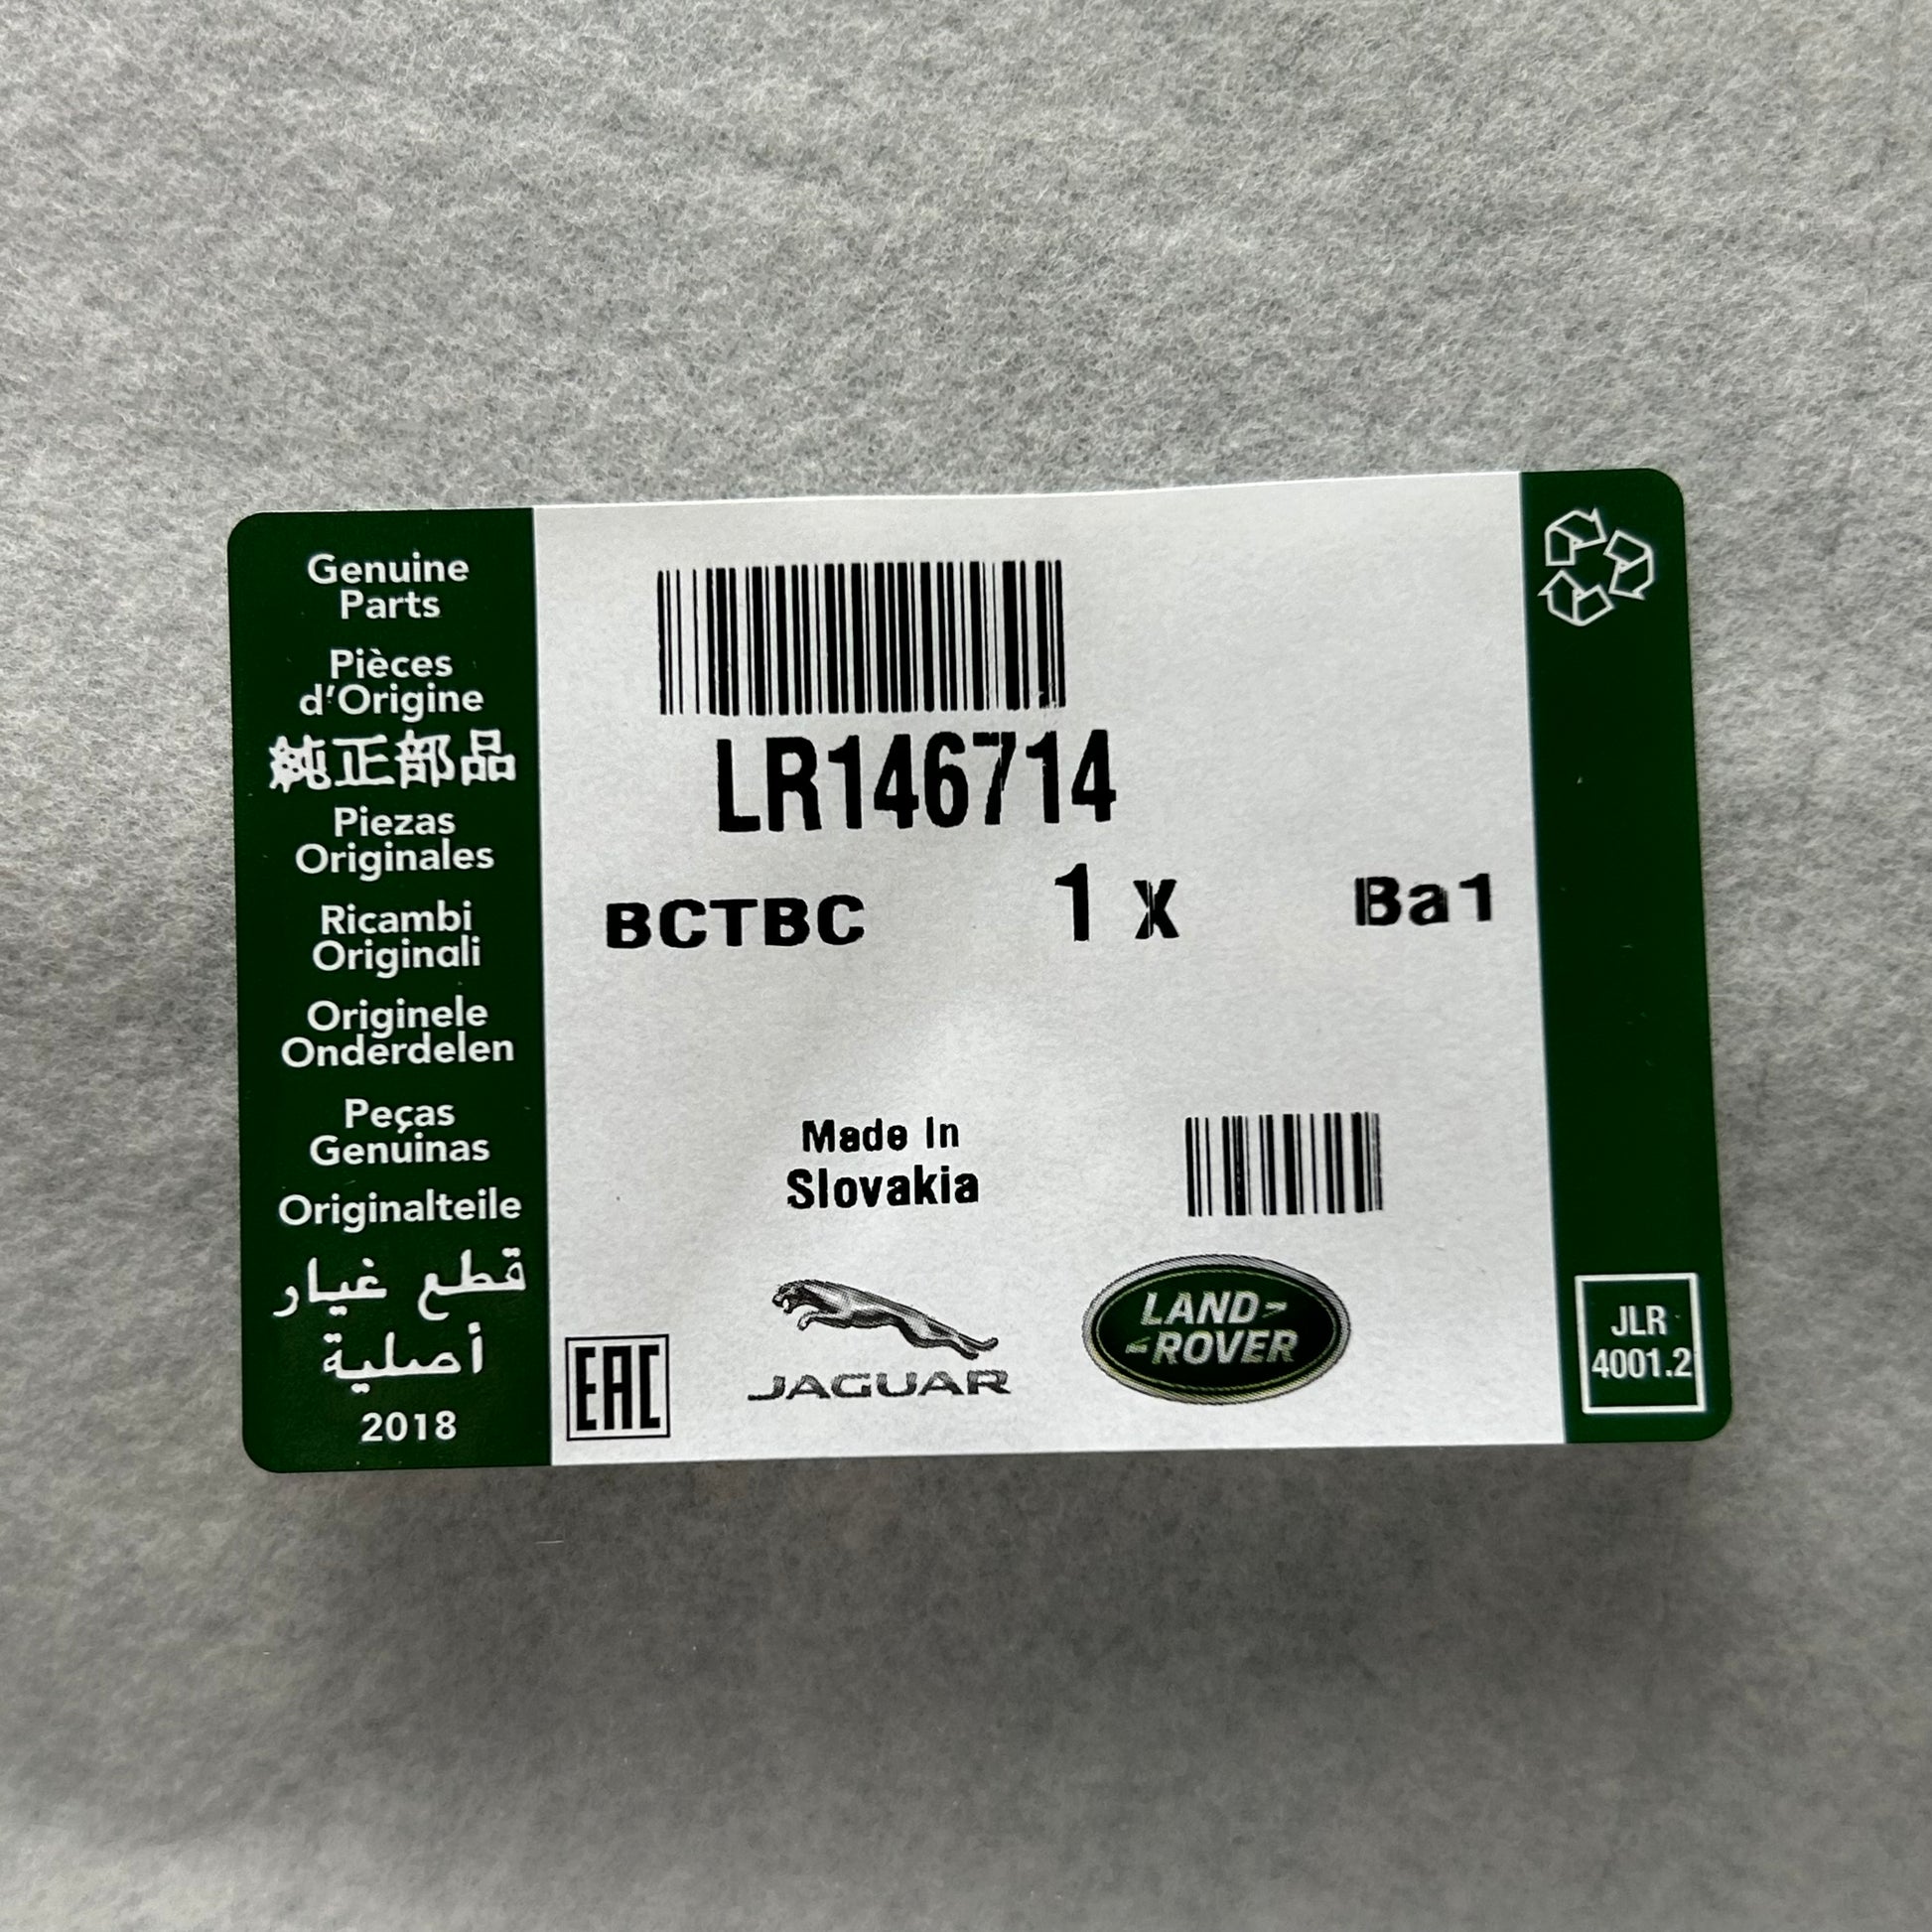 Genuine
Parts
Pièces
d'Origine
純正部品
Piezas
Originales
Ricambi
Originali
Originele
Onderdelen
Peças
Genuinas
Originalteile
قطع غيار
أصلية
2018
LR146714
BCTBC 1 x Ba1
Made In
Slovakia
EAC
JAGUAR
LAND-
-ROVER
JLR
4001.2